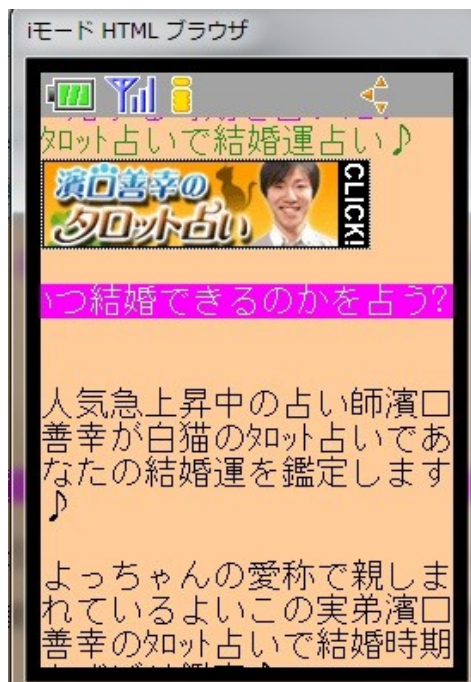 iモード HTML ブラウザ
タロット占いで結婚運占い♪
濱口善幸の
タロット占い
CLICK!
いつ結婚できるのかを占う?
人気急上昇中の占い師濱口
善幸が白猫のタロット占いであ
なたの結婚運を鑑定します
♪
よっちゃんの愛称で親しま
れているよいこの実弟濱口
善幸のタロット占いで結婚時期